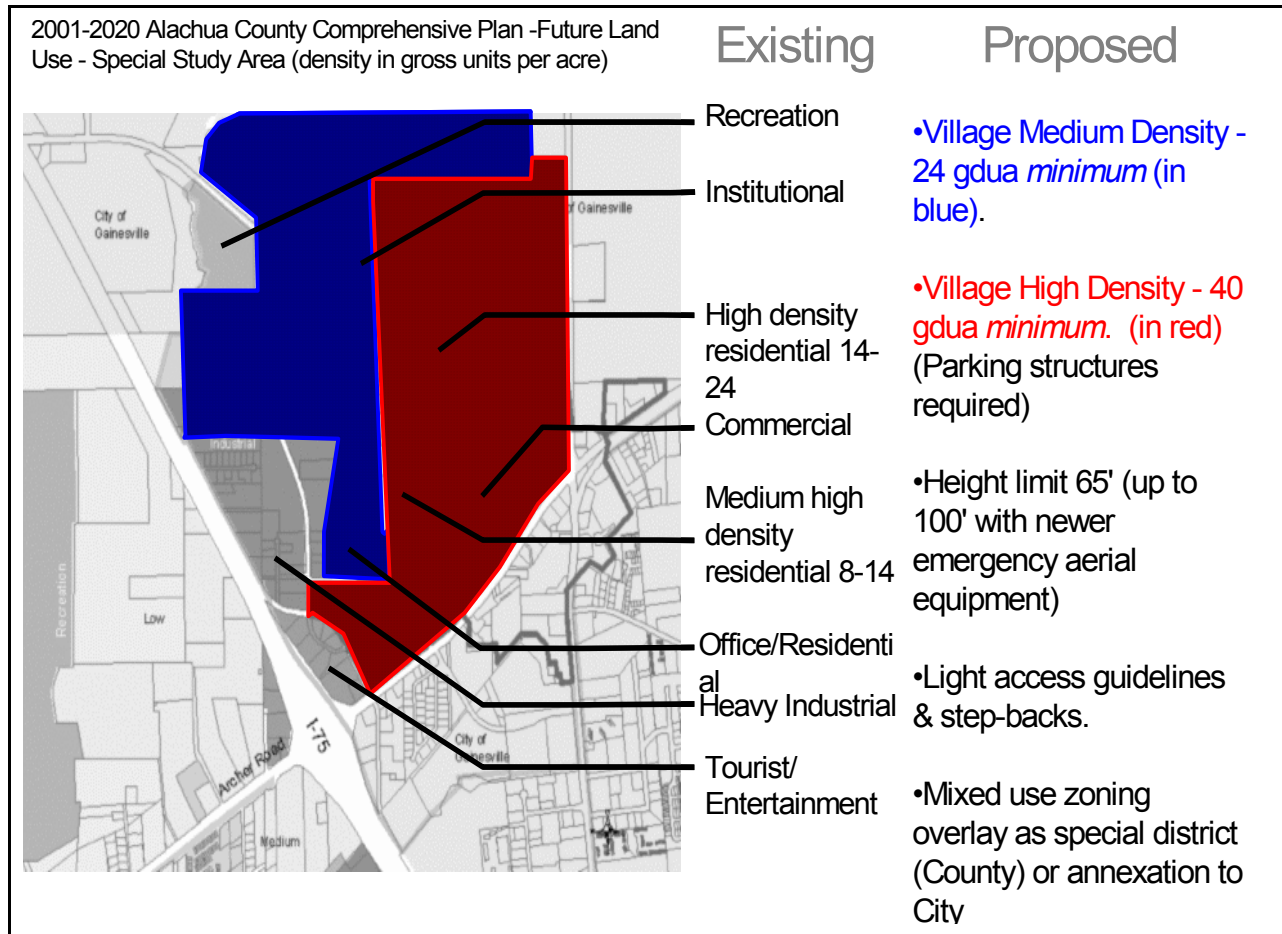 2001-2020 Alachua County Comprehensive Plan -Future Land
Use - Special Study Area (density in gross units per acre)
Existing
Recreation
Institutional
High density
residential 14-
24
Commercial
Medium high
density
residential 8-14
Office/Residenti
al
Heavy Industrial
Tourist/
Entertainment
Proposed
•Village Medium Density -
24 gdua minimum (in
blue).
•Village High Density - 40
gdua minimum. (in red)
(Parking structures
required)
•Height limit 65' (up to
100' with newer
emergency aerial
equipment)
•Light access guidelines
& step-backs.
•Mixed use zoning
overlay as special district
(County) or annexation to
City
City of
Gainesville
of Gainesville
Industrial
Recreation
Low
I-75
Archer Road
City of
Gainesville
Medium